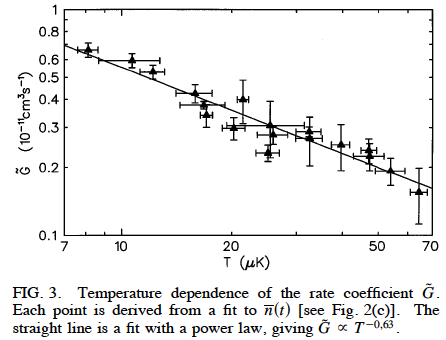 1
0.8
0.6
0.5
0.4
0.3
0.2
0.1
G̃ (10⁻¹¹cm³s⁻¹)
7 10 20 50 70
T (μK)
FIG. 3. Temperature dependence of the rate coefficient G̃.
Each point is derived from a fit to n̄(t) [see Fig. 2(c)]. The
straight line is a fit with a power law, giving G̃ ∝ T⁻⁰,⁶³.